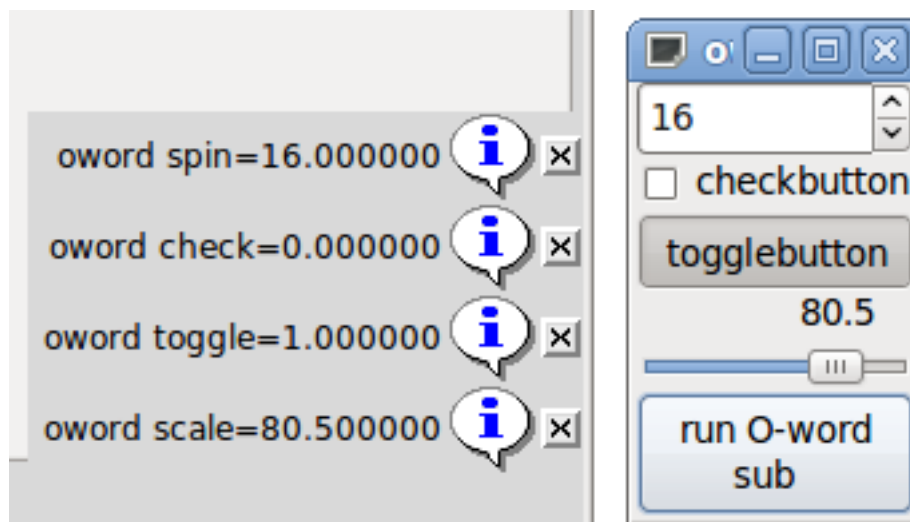 oword spin=16.000000
oword check=0.000000
oword toggle=1.000000
oword scale=80.500000
16
checkbutton
togglebutton
80.5
run O-word
sub